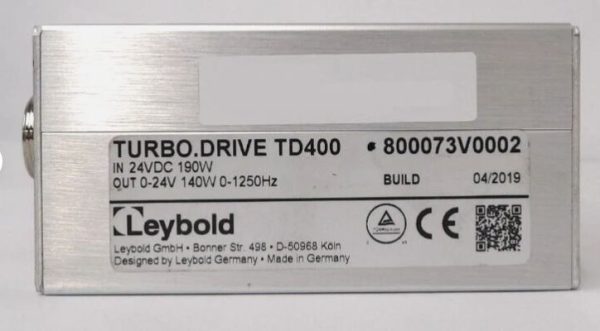 TURBO.DRIVE TD400 800073V0002
IN 24VDC 190W
OUT 0-24V 140W 0-1250Hz BUILD 04/2019
Leybold
CE
Leybold GmbH • Bonner Str. 498 • D-50968 Köln
Designed by Leybold Germany • Made in Germany